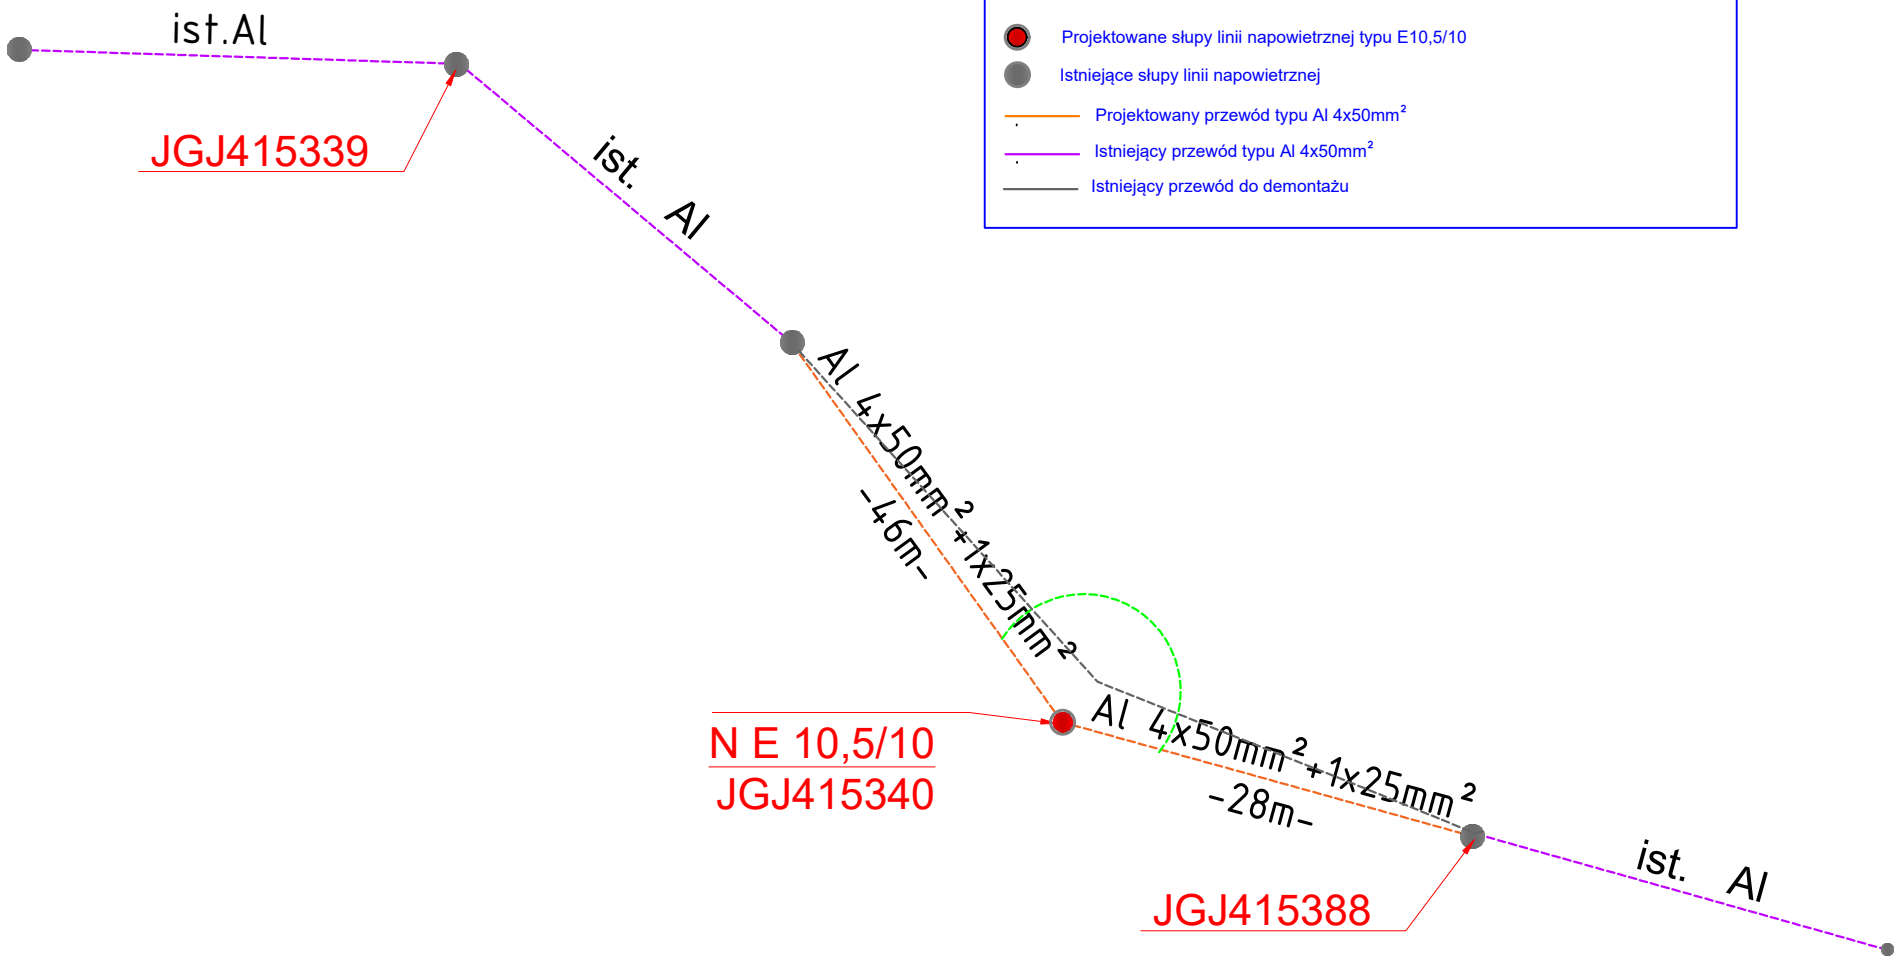 ist.Al
Projektowane słupy linii napowietrznej typu E10,5/10
Istniejące słupy linii napowietrznej
Projektowany przewód typu Al 4x50mm²
Istniejący przewód typu Al 4x50mm²
Istniejący przewód do demontażu
JGJ415339
ist. Al
Al 4x50mm²+1x25mm²
-46m-
N E 10,5/10
JGJ415340
Al 4x50mm²+1x25mm²
-28m-
JGJ415388
ist. Al